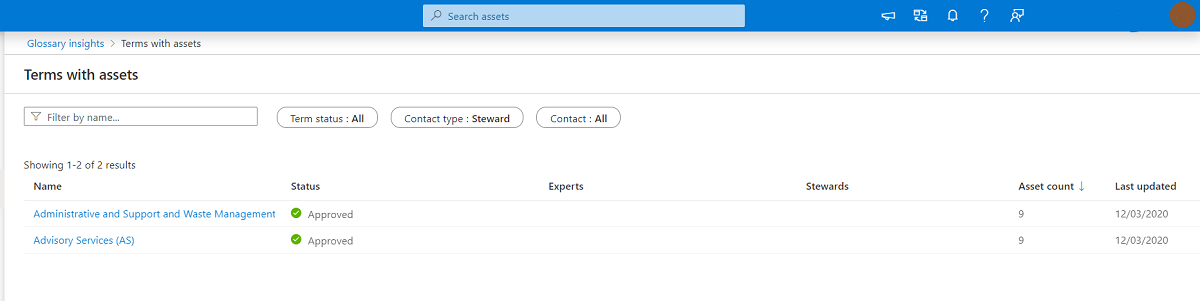 Search assets
Glossary insights > Terms with assets
Terms with assets
Filter by name... Term status : All Contact type : Steward Contact : All
Showing 1-2 of 2 results
Name Status Experts Stewards Asset count ↓ Last updated
Administrative and Support and Waste Management Approved 9 12/03/2020
Advisory Services (AS) Approved 9 12/03/2020